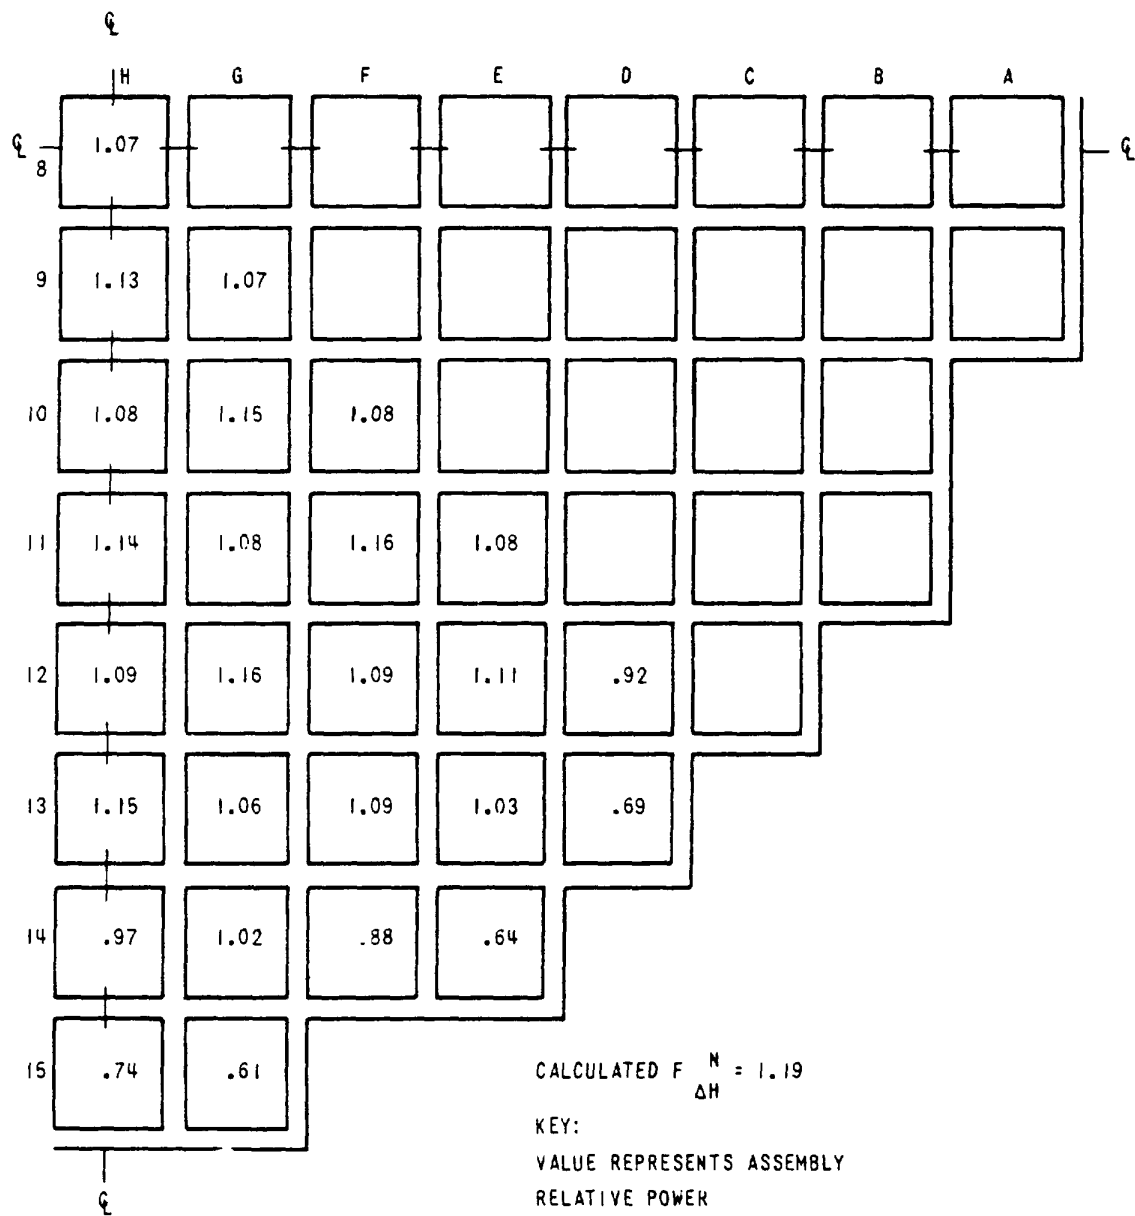 ℄
H G F E D C B A
℄ 8 1.07 ℄
9 1.13 1.07
10 1.08 1.15 1.08
11 1.14 1.08 1.16 1.08
12 1.09 1.16 1.09 1.11 .92
13 1.15 1.06 1.09 1.03 .69
14 .97 1.02 .88 .64
15 .74 .61
CALCULATED F N ΔH = 1.19
KEY:
VALUE REPRESENTS ASSEMBLY
RELATIVE POWER
℄